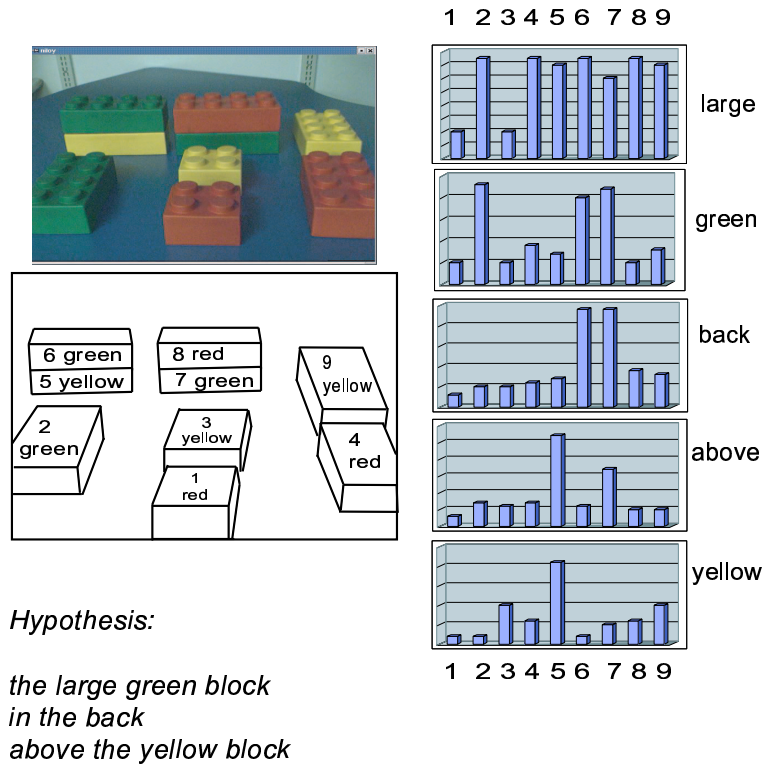 1 2 3 4 5 6 7 8 9
large
green
back
above
yellow
1 2 3 4 5 6 7 8 9
6 green
8 red
5 yellow
7 green
9
yellow
2
green
3
yellow
4
red
1
red
Hypothesis:
the large green block
in the back
above the yellow block